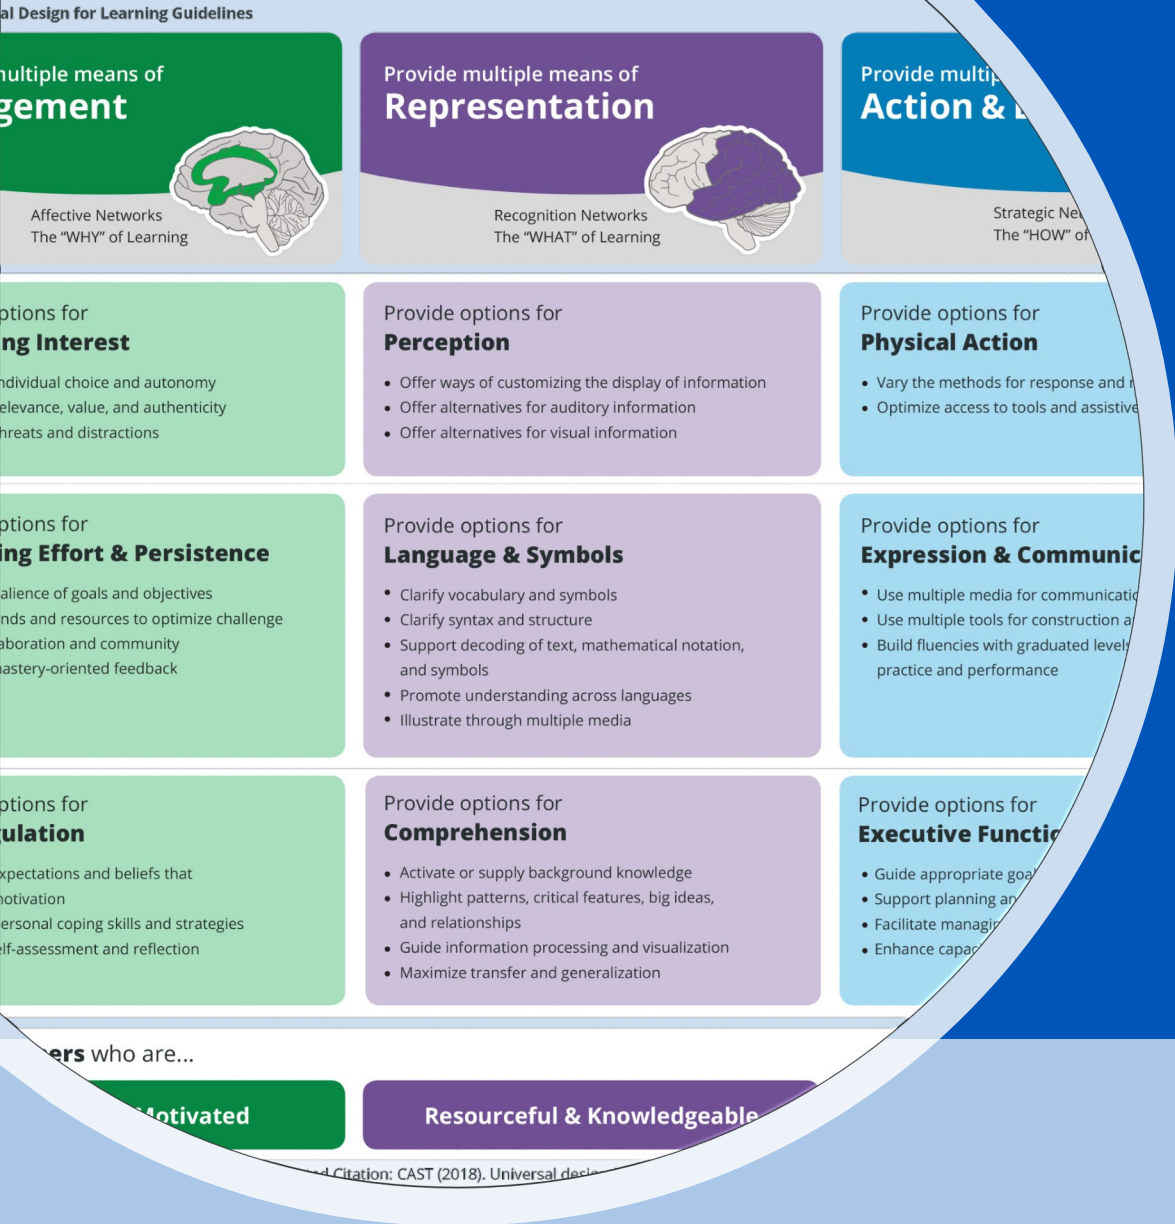 al Design for Learning Guidelines
multiple means of
gement
Affective Networks
The “WHY” of Learning
Provide multiple means of
Representation
Recognition Networks
The “WHAT” of Learning
Provide multip
Action &
Strategic Net
The “HOW” of
ptions for
ng Interest
ndividual choice and autonomy
elevance, value, and authenticity
hreats and distractions
Provide options for
Perception
• Offer ways of customizing the display of information
• Offer alternatives for auditory information
• Offer alternatives for visual information
Provide options for
Physical Action
• Vary the methods for response and
• Optimize access to tools and assistive
ptions for
ing Effort & Persistence
alience of goals and objectives
nds and resources to optimize challenge
aboration and community
mastery-oriented feedback
Provide options for
Language & Symbols
• Clarify vocabulary and symbols
• Clarify syntax and structure
• Support decoding of text, mathematical notation,
and symbols
• Promote understanding across languages
• Illustrate through multiple media
Provide options for
Expression & Communic
• Use multiple media for communicatio
• Use multiple tools for construction a
• Build fluencies with graduated levels
practice and performance
ptions for
gulation
xpectations and beliefs that
motivation
ersonal coping skills and strategies
elf-assessment and reflection
Provide options for
Comprehension
• Activate or supply background knowledge
• Highlight patterns, critical features, big ideas,
and relationships
• Guide information processing and visualization
• Maximize transfer and generalization
Provide options for
Executive Functio
• Guide appropriate goal
• Support planning an
• Facilitate managin
• Enhance capac
ers who are...
Motivated
Resourceful & Knowledgeable
d Citation: CAST (2018). Universal desig